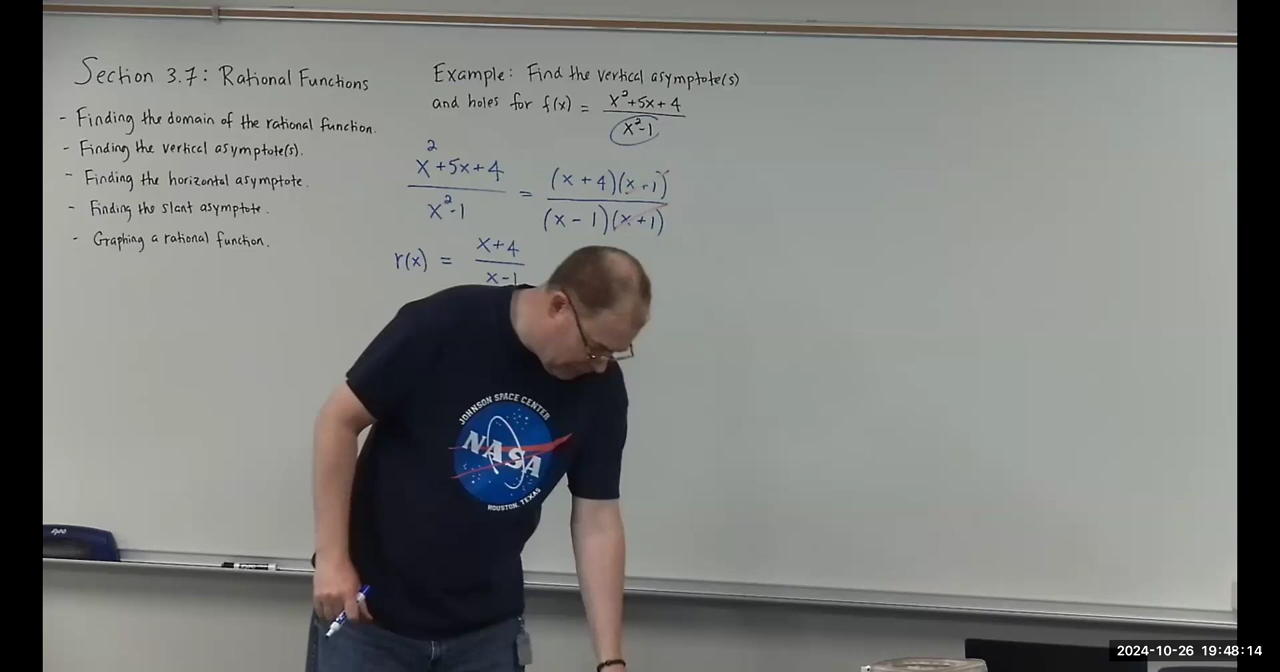 Section 3.7: Rational Functions
- Finding the domain of the rational function.
- Finding the vertical asymptote(s).
- Finding the horizontal asymptote.
- Finding the slant asymptote.
- Graphing a rational function.
Example: Find the vertical asymptote(s)
and holes for f(x) = x²+5x+4 / x²-1
x²+5x+4 / x²-1 = (x+4)(x+1) / (x-1)(x+1)
r(x) = x+4 / x-1
JOHNSON SPACE CENTER
NASA
HOUSTON, TEXAS
expo
2024-10-26 19:48:14